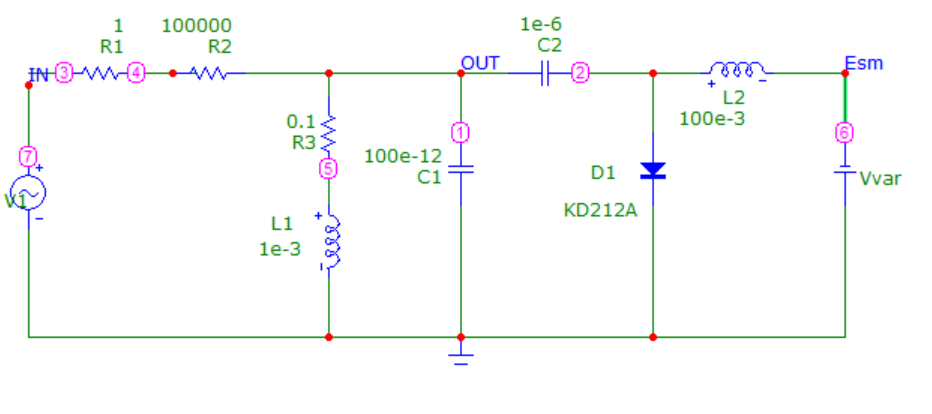 1
R1
100000
R2
1e-6
C2
IN
3
4
OUT
2
Esm
L2
100e-3
0.1
R3
1
6
100e-12
C1
7
5
D1
Vvar
V1
KD212A
L1
1e-3